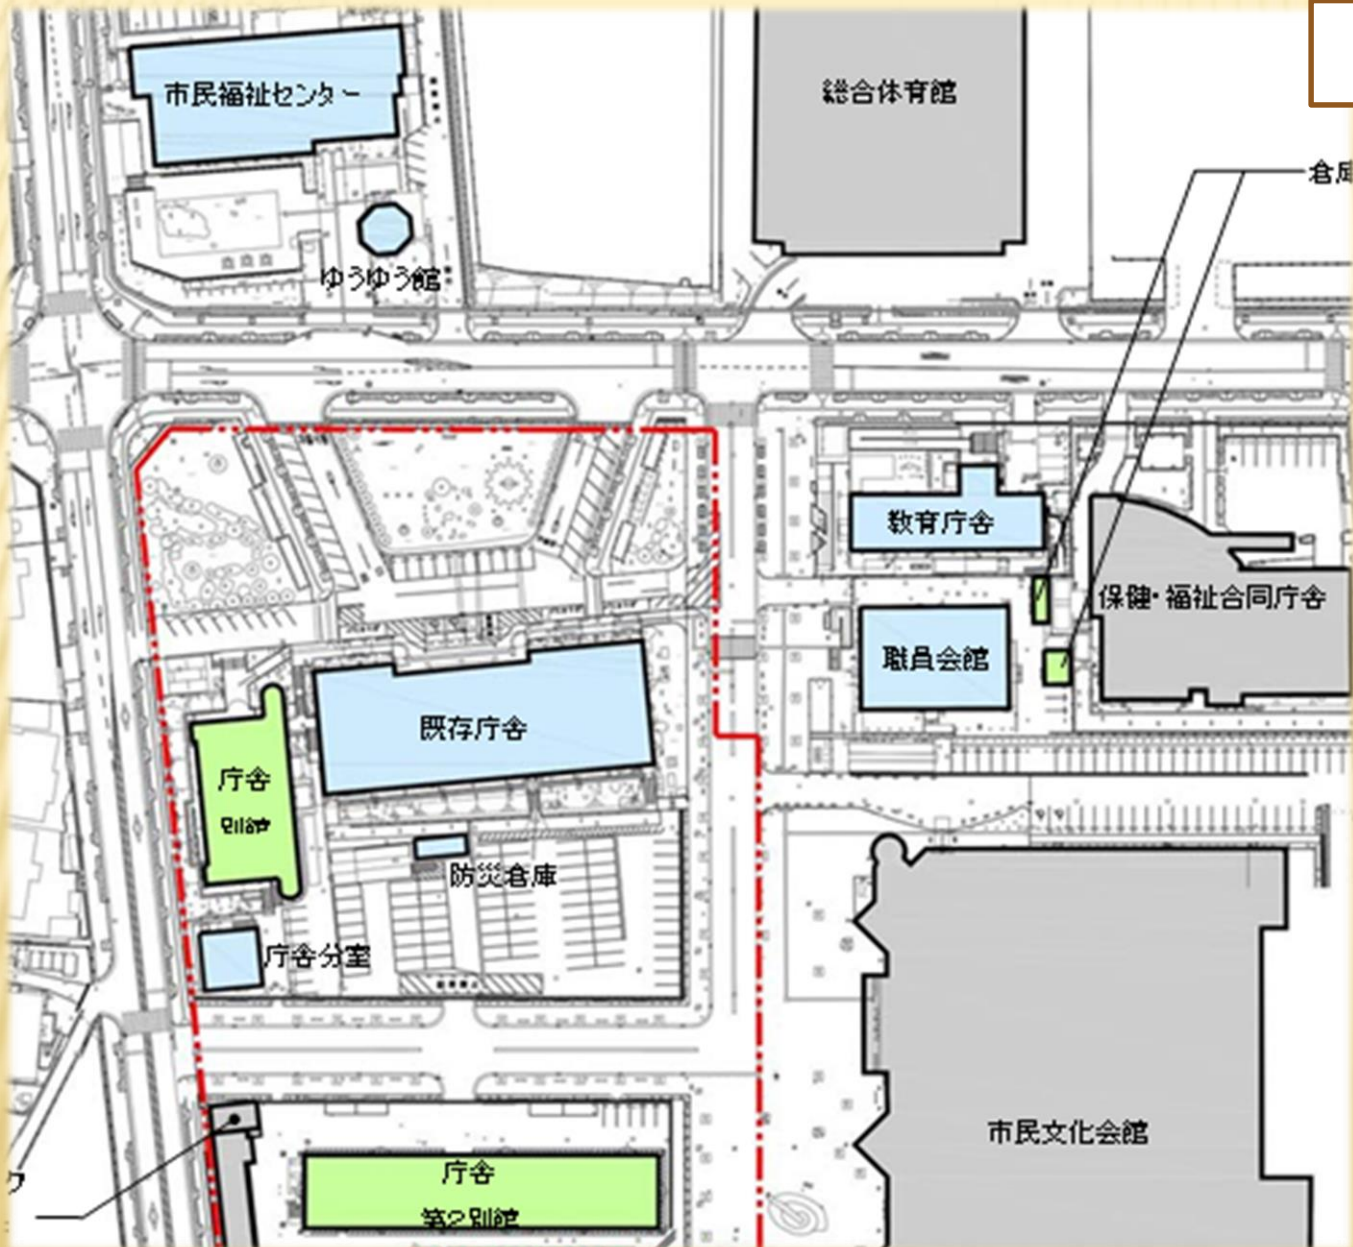 市民福祉センター
総合体育館
倉庫
ゆうゆう館
教育庁舎
保健・福祉合同庁舎
職員会館
既存庁舎
庁舎
別館
防災倉庫
庁舎分室
市民文化会館
ク
庁舎
第2別館